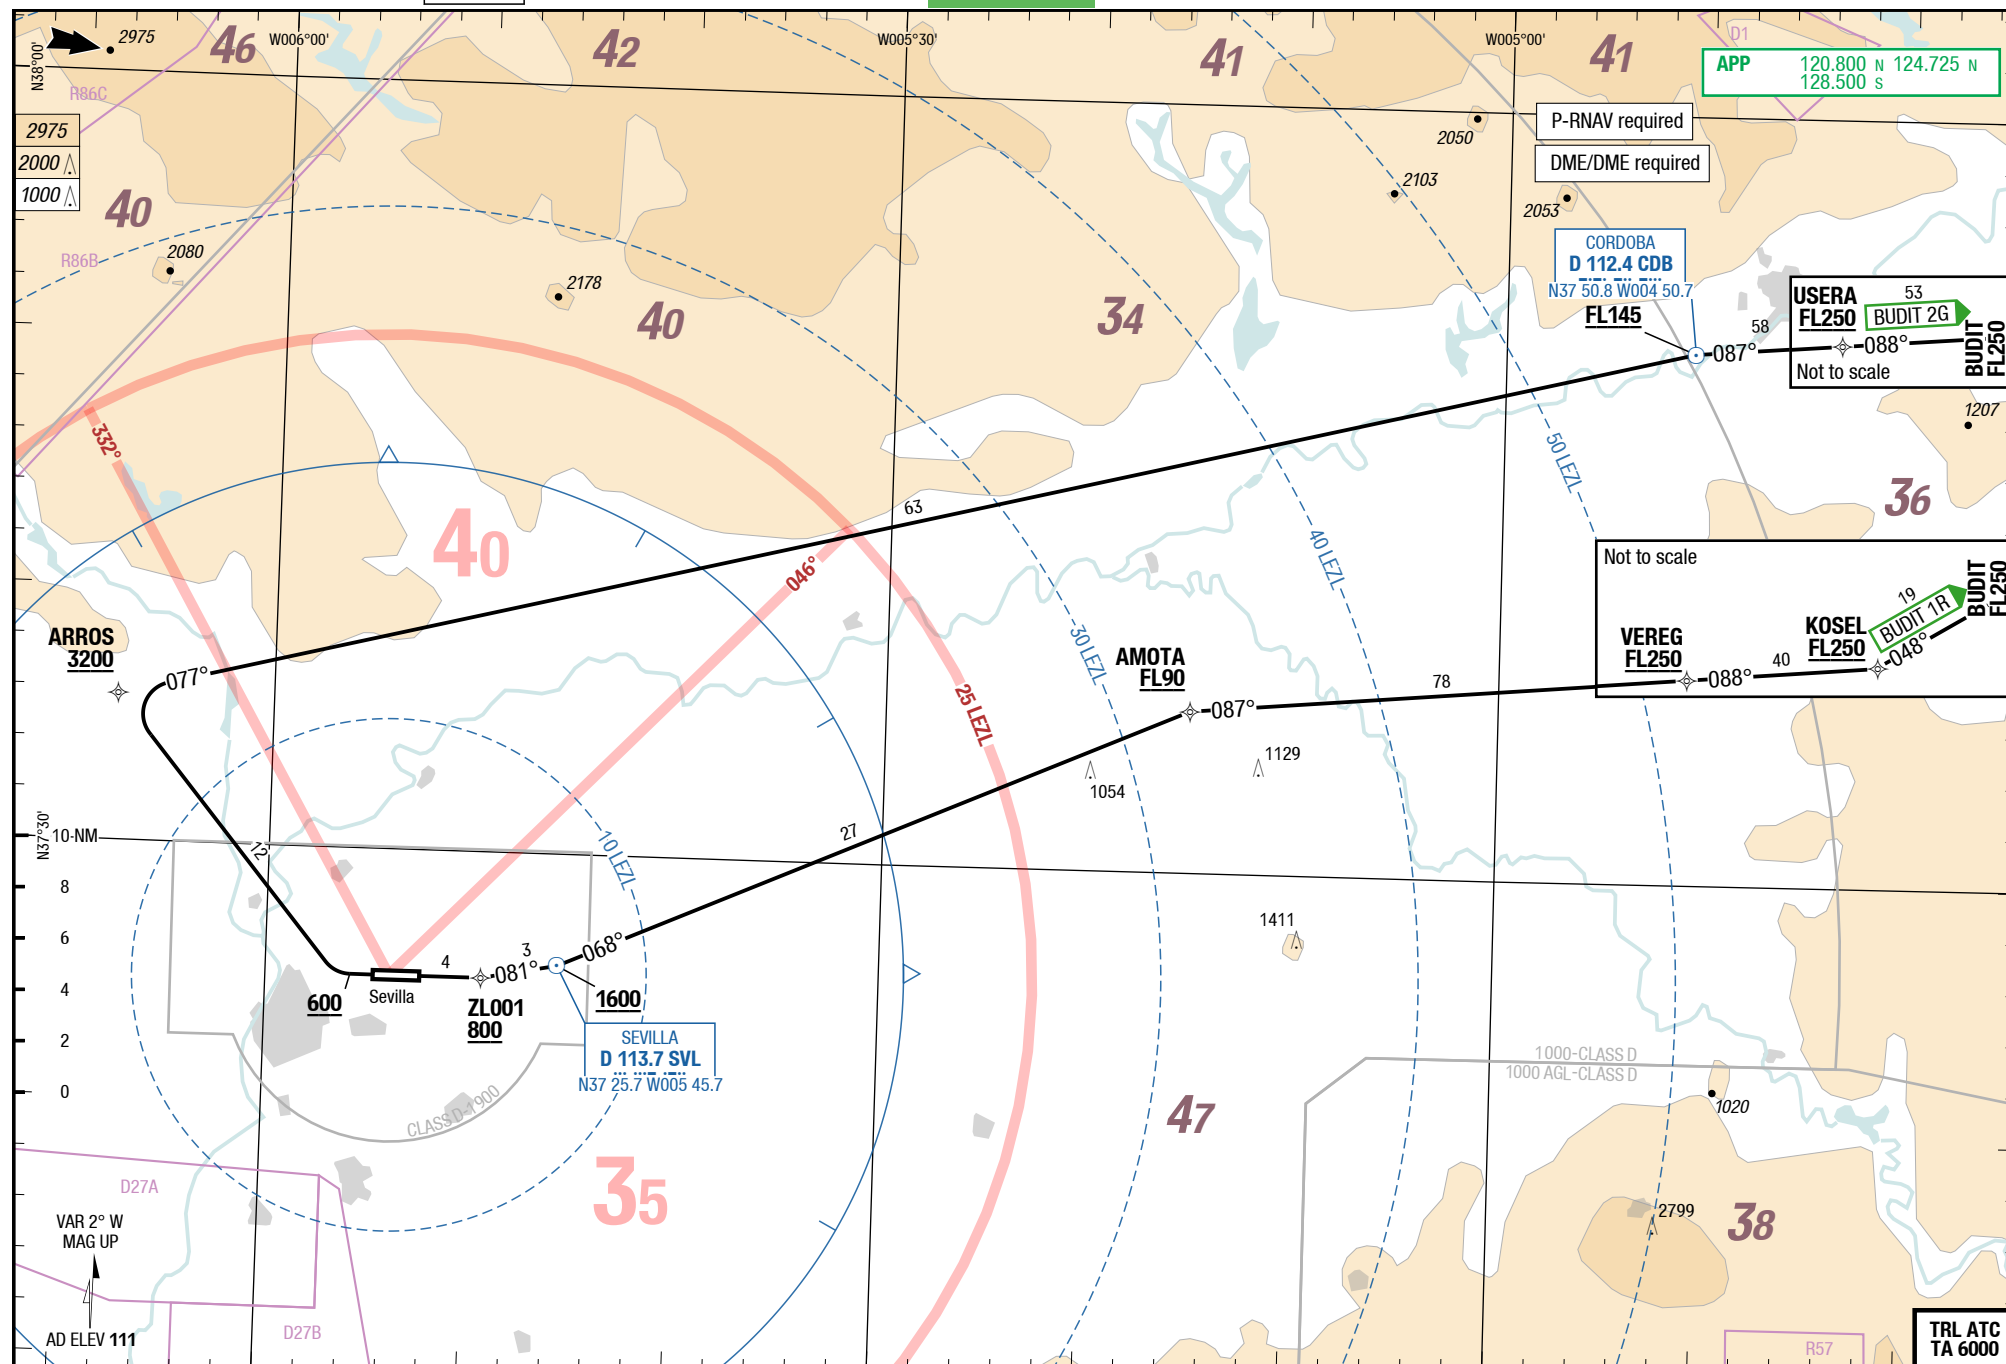 2975
46
W006°00'
42
W005°30'
41
W005°00'
41
D1
APP 120.800 N 124.725 N
128.500 S
N38°00'
R86C
2975
2000
1000
P-RNAV required
DME/DME required
2050
2103
2053
40
2080
R86B
2178
40
34
CORDOBA
D 112.4 CDB
N37 50.8 W004 50.7
FL145
087°
58
USERA
FL250
53
BUDIT 2G
088°
BUDIT
FL250
Not to scale
1207
332°
40
63
046°
50 LEZL
40 LEZL
30 LEZL
25 LEZL
10 LEZL
36
Not to scale
VEREG
FL250
088°
40
KOSEL
FL250
19
BUDIT 1R
048°
BUDIT
FL250
ARROS
3200
077°
AMOTA
FL90
087°
78
1054
1129
N37°30'
10-NM
8
6
4
2
0
12
27
1411
600
Sevilla
4
ZL001
800
081°
3
068°
1600
SEVILLA
D 113.7 SVL
N37 25.7 W005 45.7
CLASS D-1900
1000-CLASS D
1000 AGL-CLASS D
1020
47
35
2799
38
D27A
VAR 2° W
MAG UP
AD ELEV 111
D27B
R57
TRL ATC
TA 6000